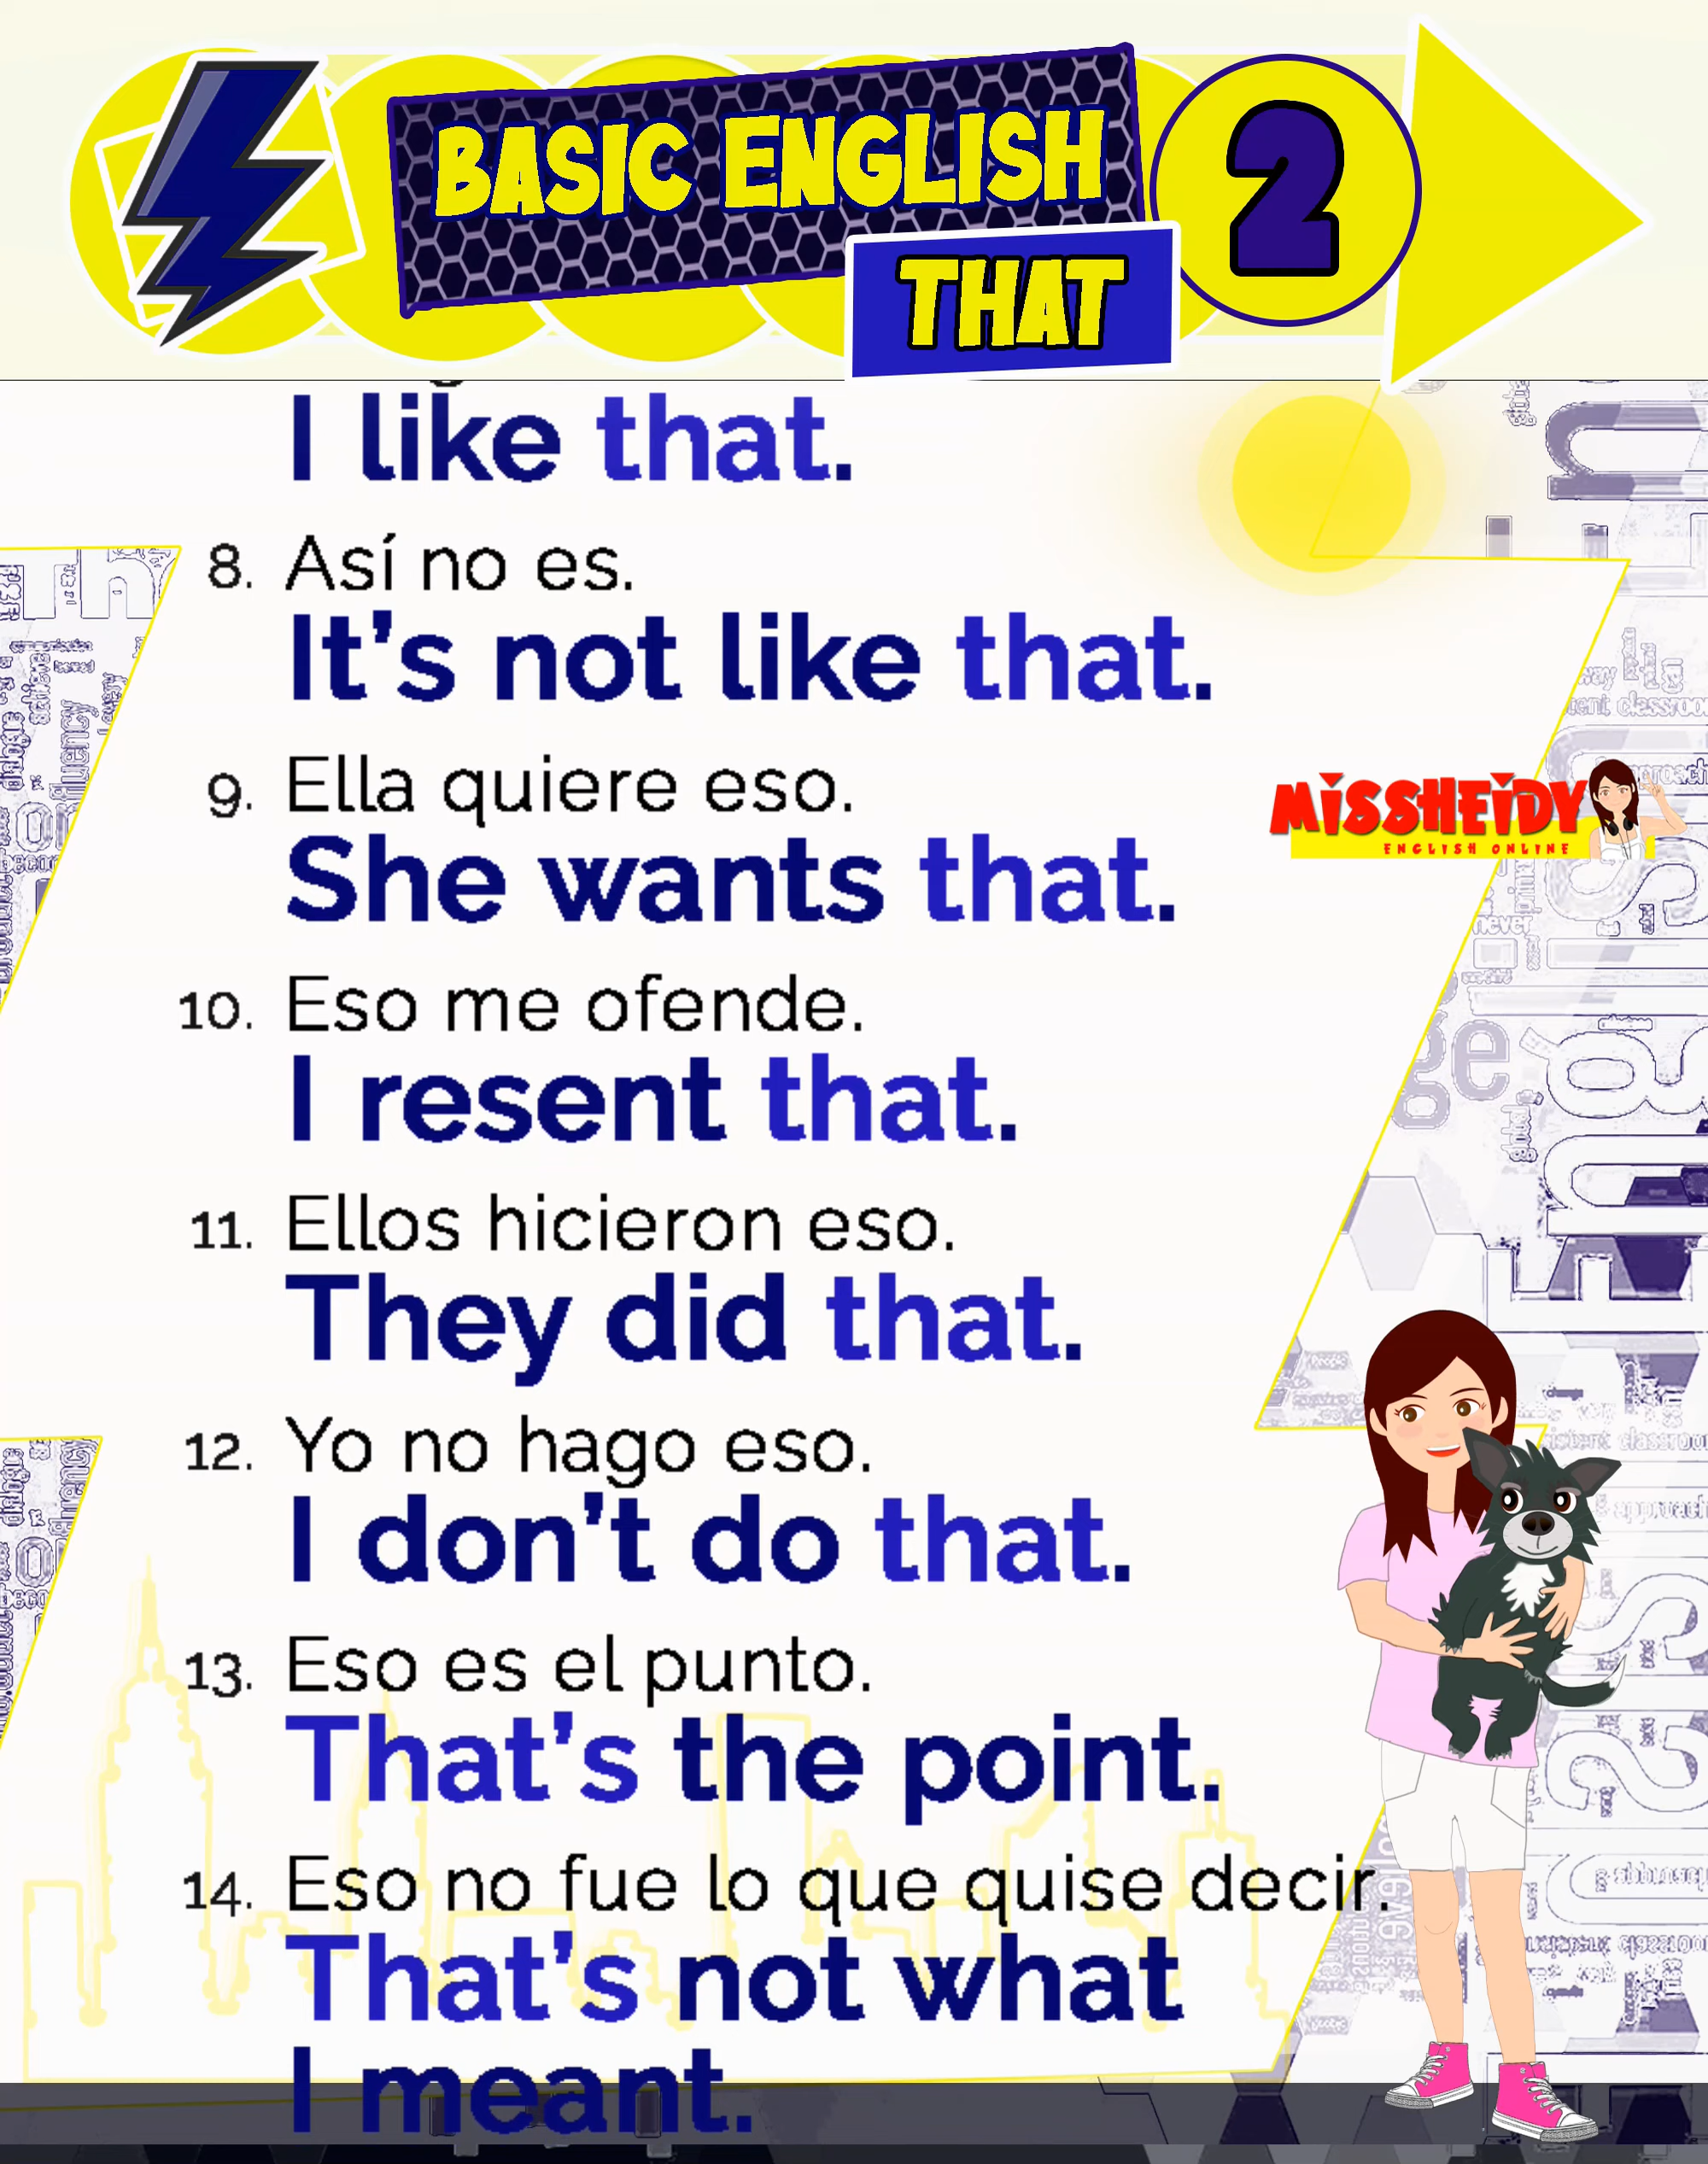 BASIC ENGLISH
2
THAT
I like that.
8. Así no es.
It's not like that.
9. Ella quiere eso.
She wants that.
MiSSHEiDY
ENGLISH ONLINE
10. Eso me ofende.
I resent that.
11. Ellos hicieron eso.
They did that.
12. Yo no hago eso.
I don't do that.
13. Eso es el punto.
That's the point.
14. Eso no fue lo que quise decir.
That's not what
I meant.